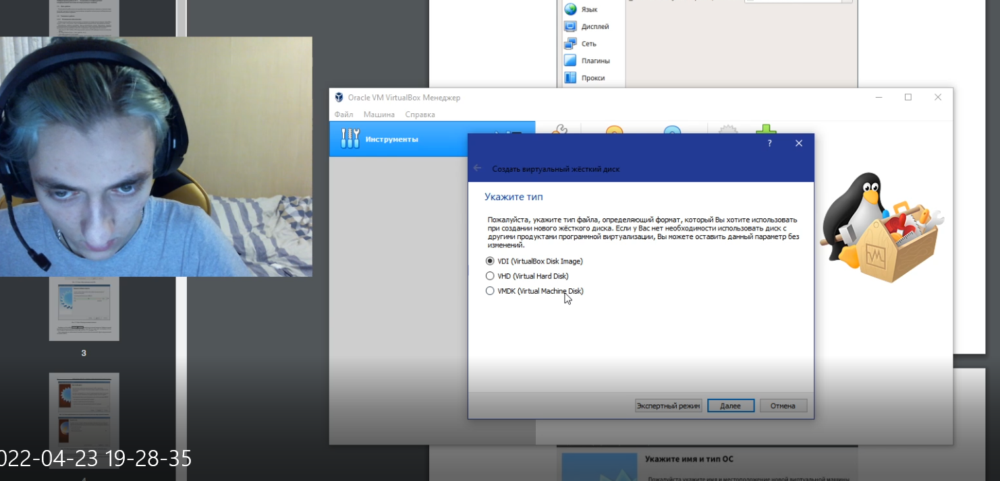 Язык
Дисплей
Сеть
Плагины
Прокси
Oracle VM VirtualBox Менеджер
Файл Машина Справка
Инструменты
?
Создать виртуальный жёсткий диск
Укажите тип
Пожалуйста, укажите тип файла, определяющий формат, который Вы хотите использовать
при создании нового жёсткого диска. Если у Вас нет необходимости использовать диск с
другими продуктами программной виртуализации, Вы можете оставить данный параметр без
изменений.
VDI (VirtualBox Disk Image)
VHD (Virtual Hard Disk)
VMDK (Virtual Machine Disk)
Экспертный режим Далее Отмена
3
022-04-23 19-28-35
Укажите имя и тип ОС
Пожалуйста укажите имя и местоположение новой виртуальной машины